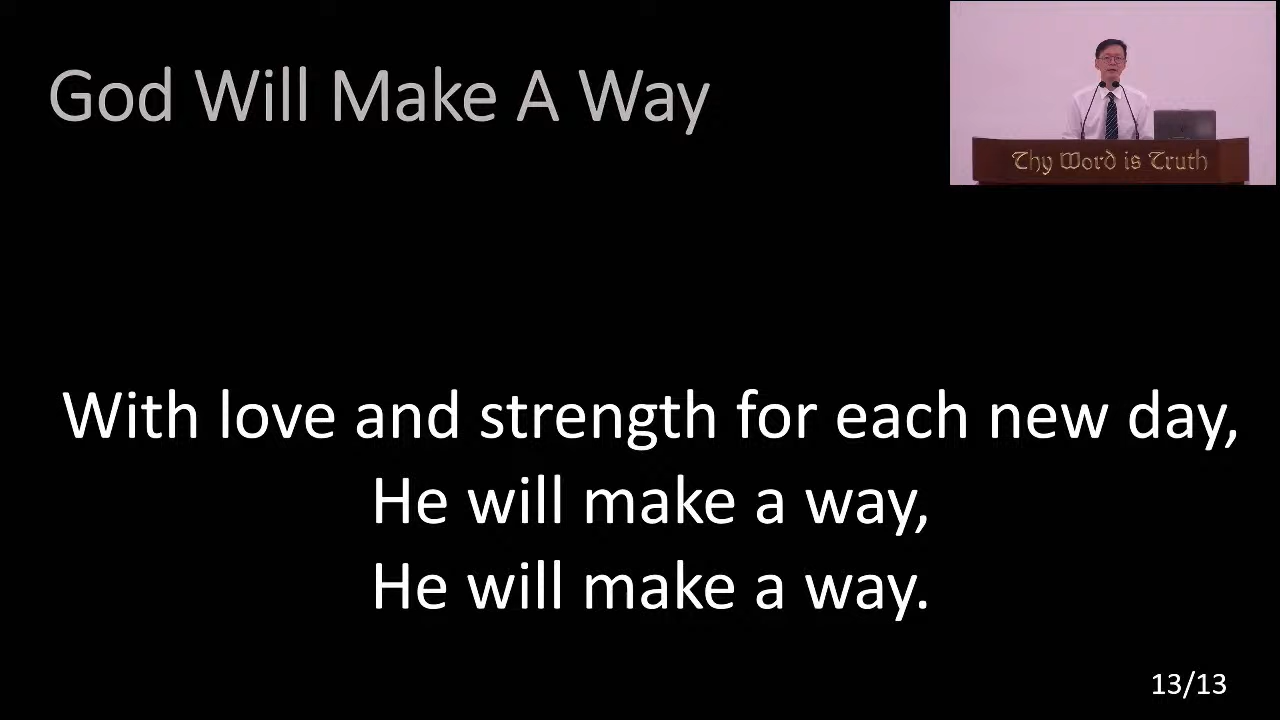 God Will Make A Way
Thy Word is Truth
With love and strength for each new day,
He will make a way,
He will make a way.
13/13